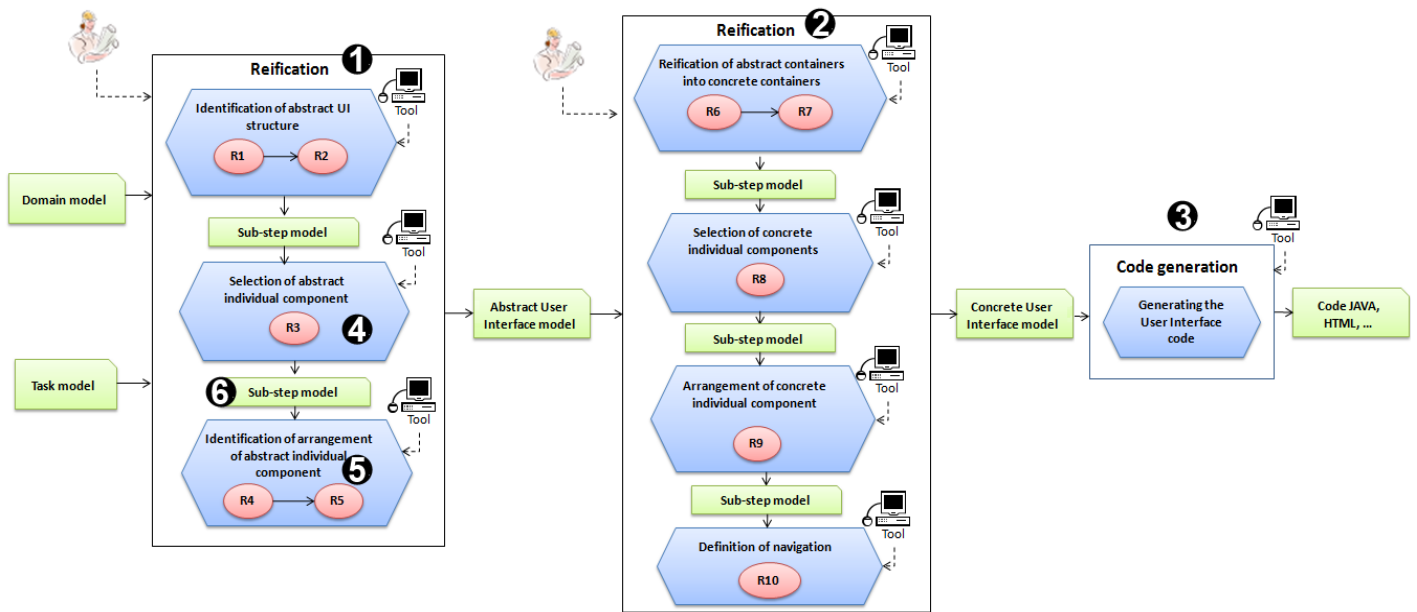 Reification 1
Tool
Identification of abstract UI
structure
R1
R2
Domain model
Sub-step model
Tool
Selection of abstract
individual component
R3
4
Task model
6
Sub-step model
Tool
Identification of arrangement
of abstract individual
component
5
R4
R5
Abstract User
Interface model
Reification 2
Tool
Reification of abstract containers
into concrete containers
R6
R7
Sub-step model
Tool
Selection of concrete
individual components
R8
Sub-step model
Tool
Arrangement of concrete
individual component
R9
Sub-step model
Tool
Definition of navigation
R10
Concrete User
Interface model
3
Tool
Code generation
Generating the
User Interface
code
Code JAVA,
HTML, ...